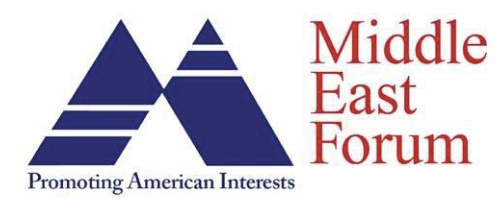 Middle
East
Forum
Promoting American Interests